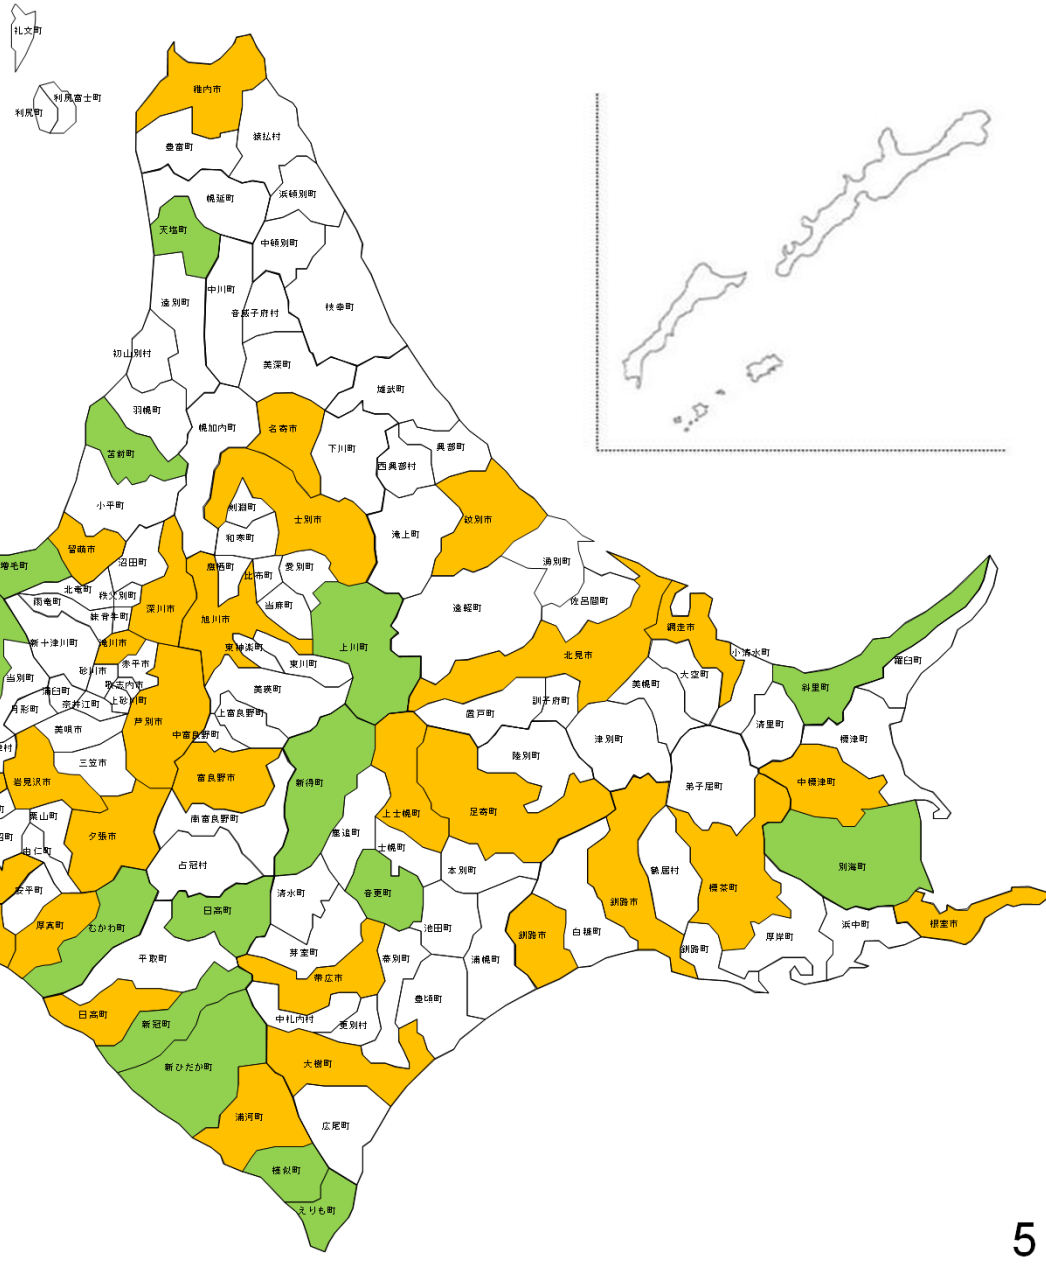 礼文町
利尻富士町
利尻町
稚内市
猿払村
豊富町
浜頓別町
幌延町
天塩町
中頓別町
中川町
遠別町
音威子府村
枝幸町
初山別村
美深町
雄武町
羽幌町
幌加内町
名寄市
下川町
興部町
苫前町
西興部村
小平町
剣淵町
士別市
紋別市
滝上町
和寒町
留萌市
沼田町
湧別町
増毛町
鷹栖町
比布町
愛別町
北竜町
秩父別町
雨竜町
当麻町
佐呂間町
遠軽町
深川市
妹背牛町
旭川市
網走市
新十津川町
滝川市
東神楽町
上川町
北見市
小清水町
赤平市
東川町
羅臼町
砂川市
大空町
当別町
歌志内市
美幌町
斜里町
浦臼町
美瑛町
上砂川町
訓子府町
奈井江町
月形町
上富良野町
置戸町
芦別市
清里町
美唄市
中富良野町
津別町
標津町
村
三笠市
陸別町
岩見沢市
富良野市
新得町
中標津町
弟子屈町
町
栗山町
南富良野町
上士幌町
足寄町
鹿追町
夕張市
町
由仁町
士幌町
占冠村
本別町
鶴居村
別海町
安平町
清水町
音更町
標茶町
釧路市
日高町
厚真町
むかわ町
池田町
浜中町
根室市
白糠町
釧路市
厚岸町
釧路町
芽室町
平取町
幕別町
浦幌町
帯広市
豊頃町
日高町
中札内村
新冠町
更別村
大樹町
新ひだか町
浦河町
広尾町
様似町
えりも町
5